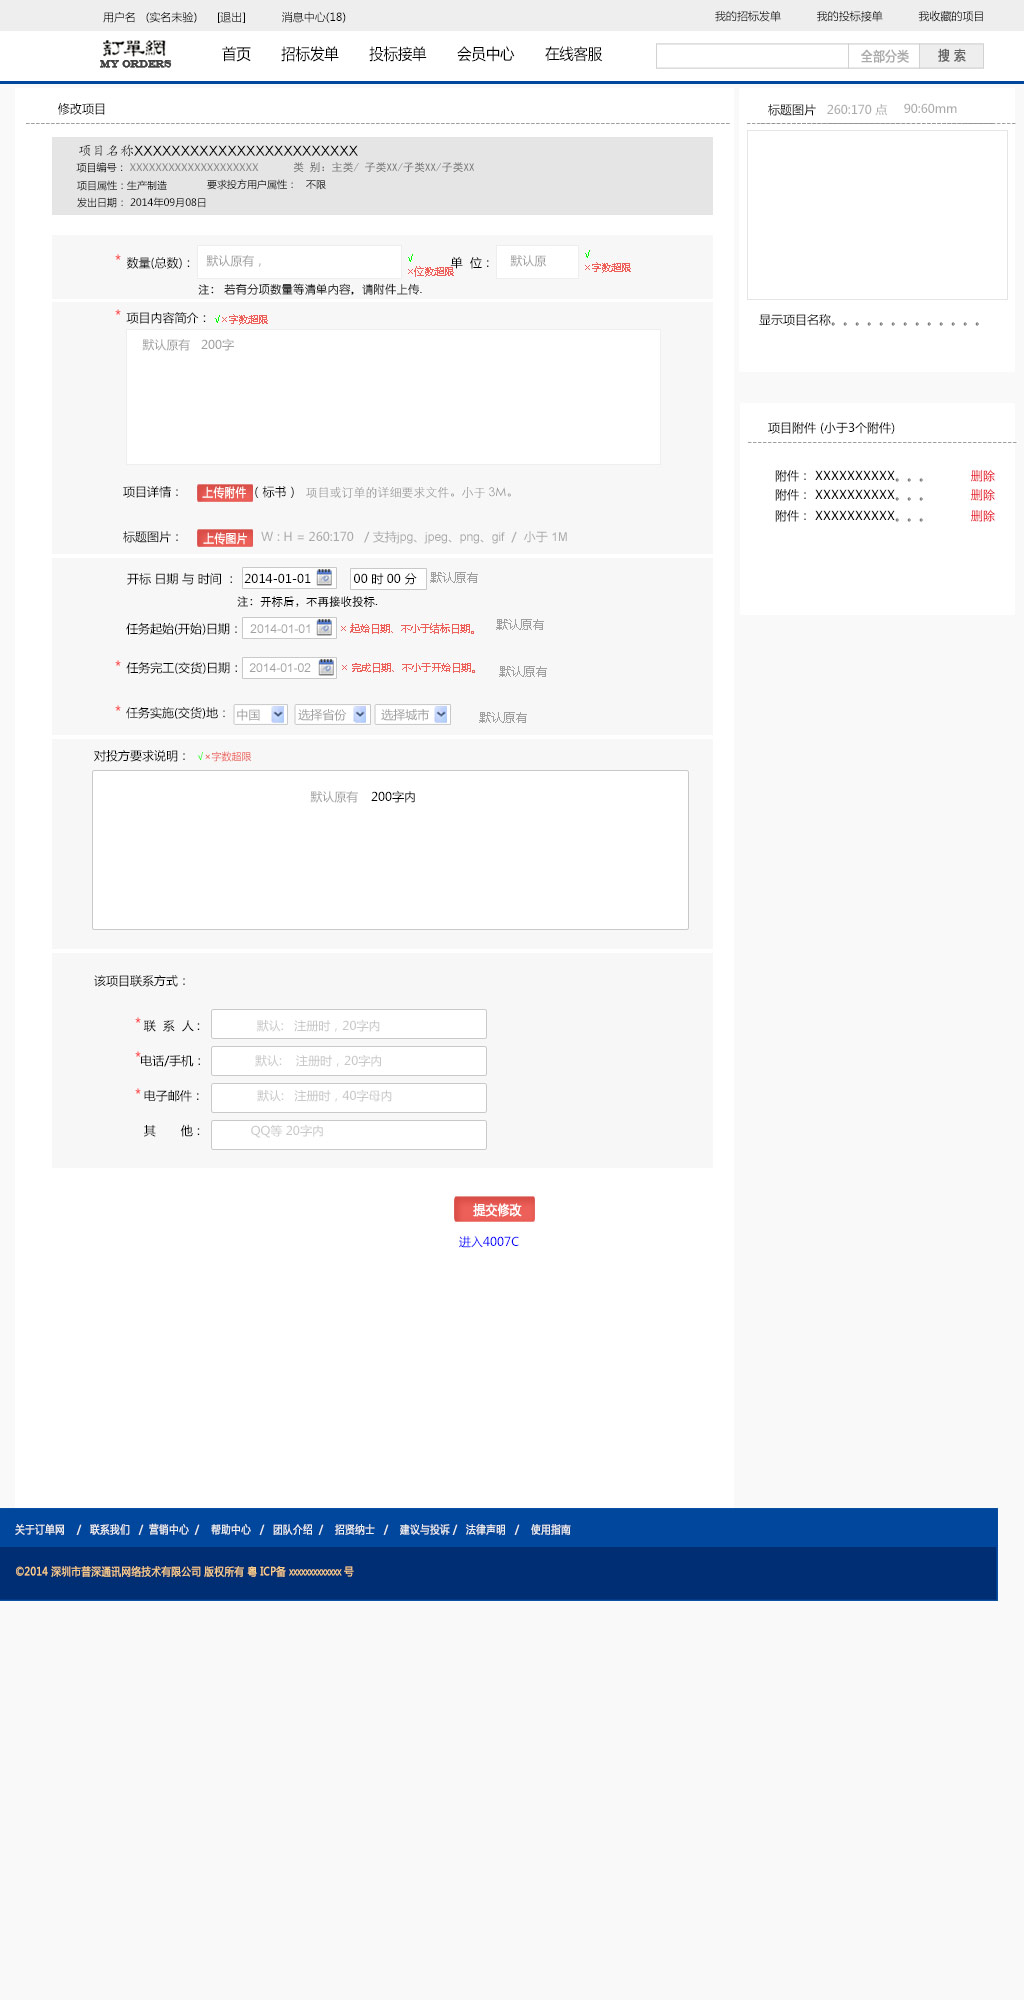 用户名 (实名未验) [退出] 消息中心(18) 我的招标发单 我的投标接单 我收藏的项目
訂單網
MY ORDERS
首页 招标发单 投标接单 会员中心 在线客服 全部分类 搜 索
修改项目
项目名称XXXXXXXXXXXXXXXXXXXXXXXX
项目编号： XXXXXXXXXXXXXXXXXXXX 类 别：主类/ 子类XX/子类XX/子类XX
项目属性：生产制造 要求投方用户属性： 不限
发出日期： 2014年09月08日
* 数量(总数)： 默认原有， √ ×位数超限 单 位： 默认原 √ ×字数超限
注： 若有分项数量等清单内容，请附件上传.
* 项目内容简介： √×字数超限
默认原有 200字
项目详情： 上传附件 ( 标书 ) 项目或订单的详细要求文件。小于 3M。
标题图片： 上传图片 W : H = 260:170 / 支持jpg、jpeg、png、gif / 小于 1M
开标 日期 与 时间 ： 2014-01-01 00 时 00 分 默认原有
注：开标后，不再接收投标.
任务起始(开始)日期： 2014-01-01 × 起始日期、不小于结标日期。 默认原有
* 任务完工(交货)日期： 2014-01-02 × 完成日期、不小于开始日期。 默认原有
* 任务实施(交货)地： 中国 选择省份 选择城市 默认原有
对投方要求说明： √×字数超限
默认原有 200字内
该项目联系方式：
* 联 系 人： 默认: 注册时，20字内
*电话/手机： 默认: 注册时，20字内
* 电子邮件： 默认: 注册时，40字母内
其 他： QQ等 20字内
提交修改
进入4007C
标题图片 260:170 点 90:60mm
显示项目名称。。。。。。。。。。。。。
项目附件 (小于3个附件)
附件： XXXXXXXXXX。。。 删除
附件： XXXXXXXXXX。。。 删除
附件： XXXXXXXXXX。。。 删除
关于订单网 / 联系我们 / 营销中心 / 帮助中心 / 团队介绍 / 招贤纳士 / 建议与投诉 / 法律声明 / 使用指南
©2014 深圳市普深通讯网络技术有限公司 版权所有 粤 ICP备 xxxxxxxxxxxx 号